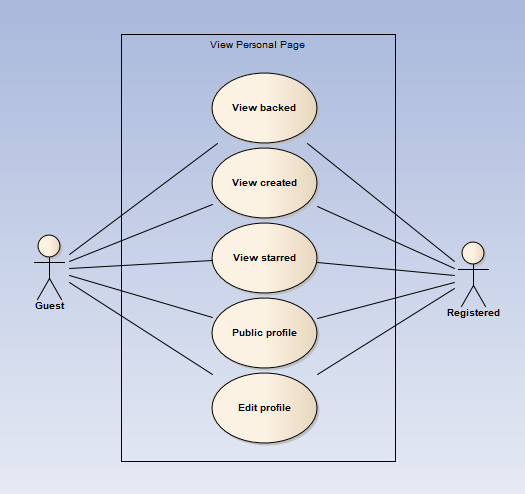 View Personal Page
View backed
View created
View starred
Public profile
Edit profile
Guest
Registered